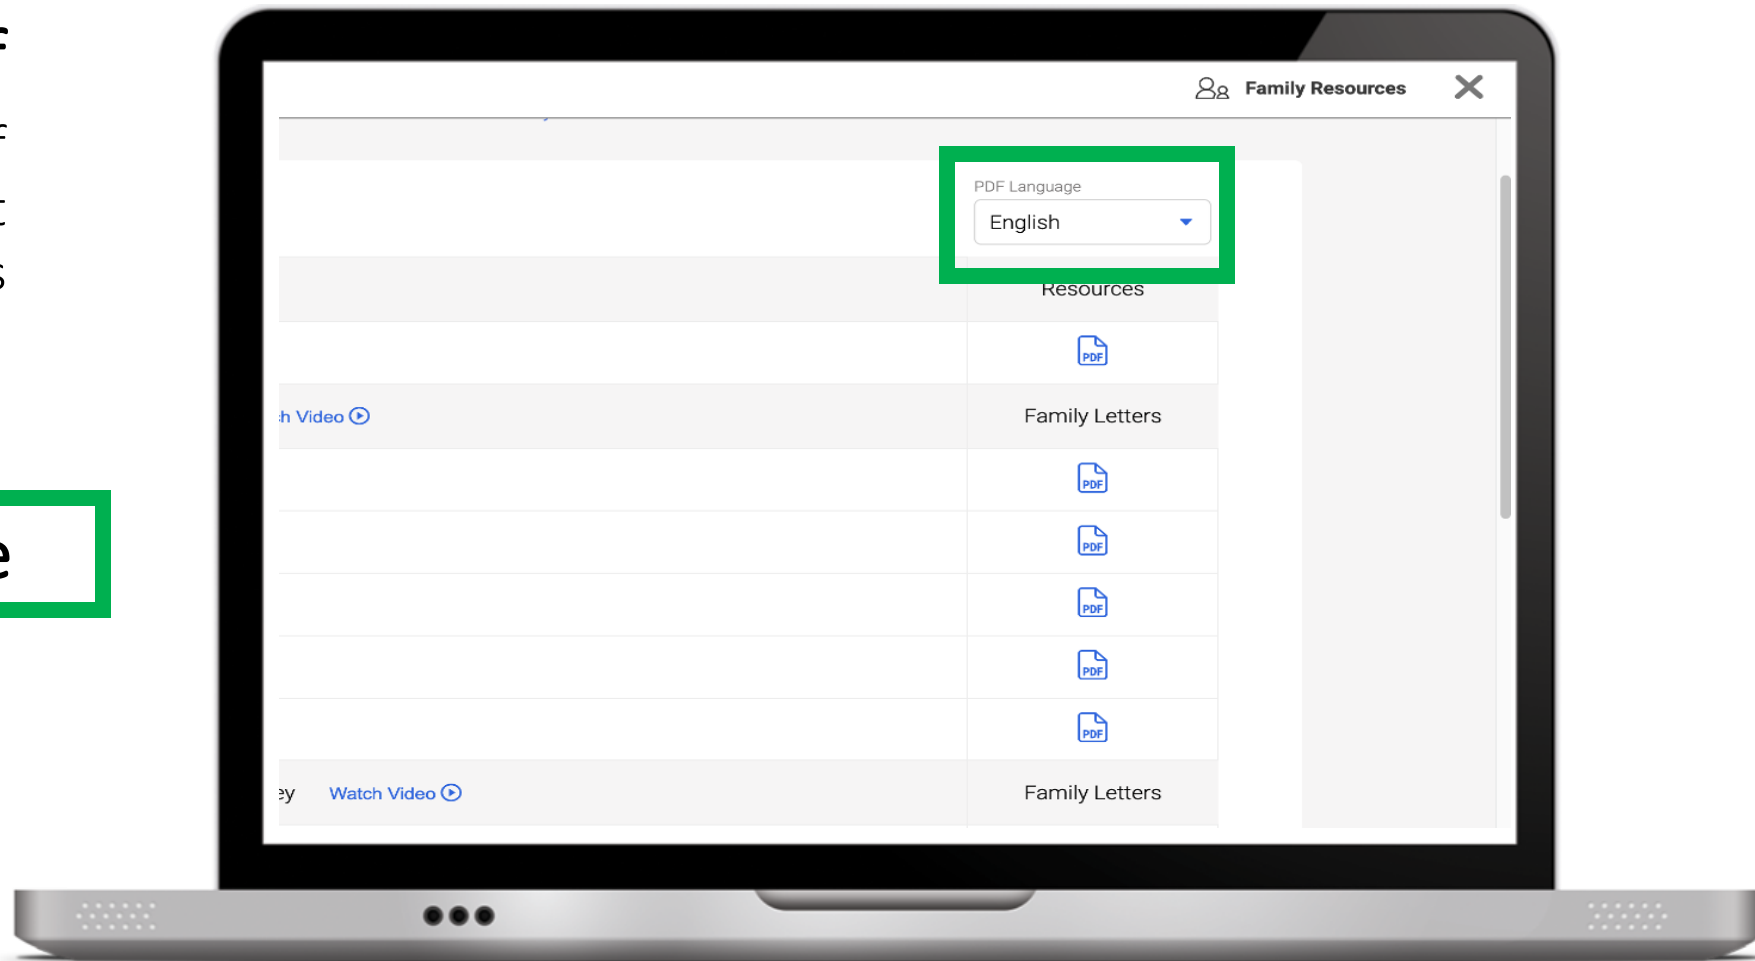 Family Resources
PDF Language
English
Resources
PDF
Video
Family Letters
PDF
PDF
PDF
PDF
PDF
Watch Video
Family Letters